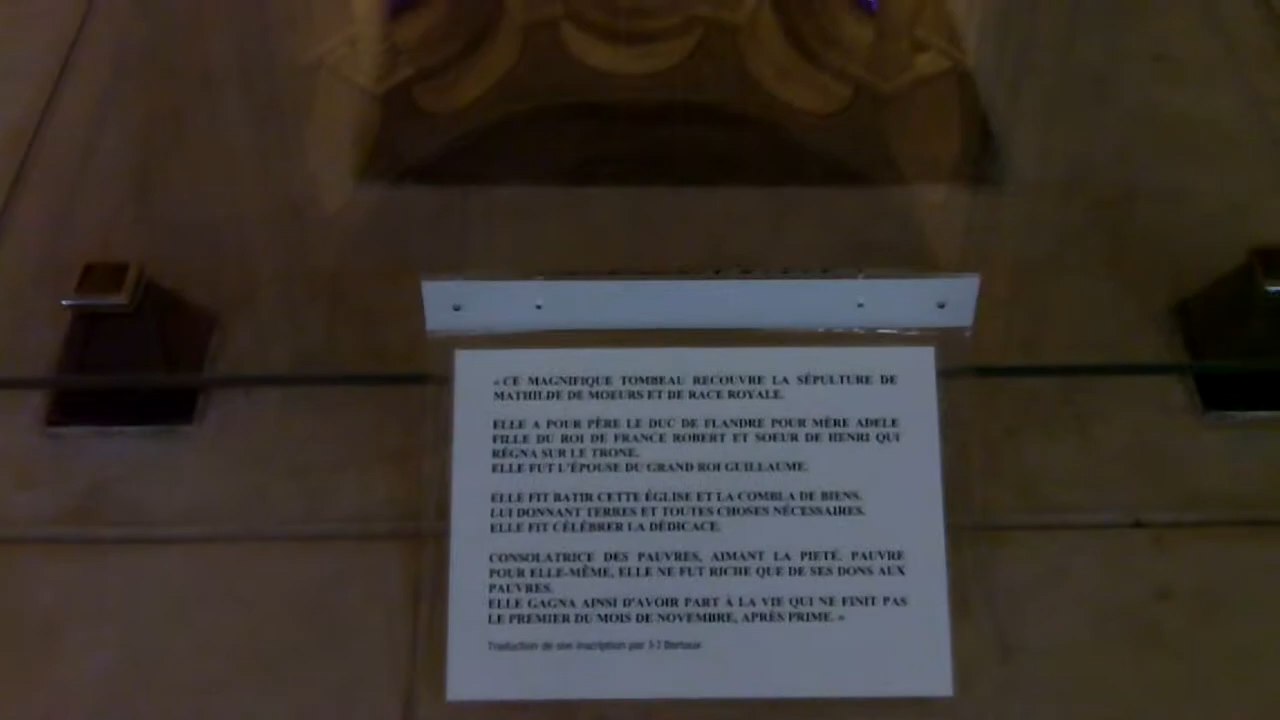 « CE MAGNIFIQUE TOMBEAU RECOUVRE LA SÉPULTURE DE
MATHILDE DE MOEURS ET DE RACE ROYALE.
ELLE A POUR PÈRE LE DUC DE FLANDRE POUR MÈRE ADELE
FILLE DU ROI DE FRANCE ROBERT ET SOEUR DE HENRI QUI
RÉGNA SUR LE TRONE.
ELLE FUT L'ÉPOUSE DU GRAND ROI GUILLAUME.
ELLE FIT BATIR CETTE ÉGLISE ET LA COMBLA DE BIENS.
LUI DONNANT TERRES ET TOUTES CHOSES NÉCESSAIRES.
ELLE FIT CÉLÉBRER LA DÉDICACE.
CONSOLATRICE DES PAUVRES, AIMANT LA PIETÉ. PAUVRE
POUR ELLE-MÊME, ELLE NE FUT RICHE QUE DE SES DONS AUX
PAUVRES.
ELLE GAGNA AINSI D'AVOIR PART À LA VIE QUI NE FINIT PAS
LE PREMIER DU MOIS DE NOVEMBRE, APRÈS PRIME. »
Traduction de son inscription par J-J Bertaux